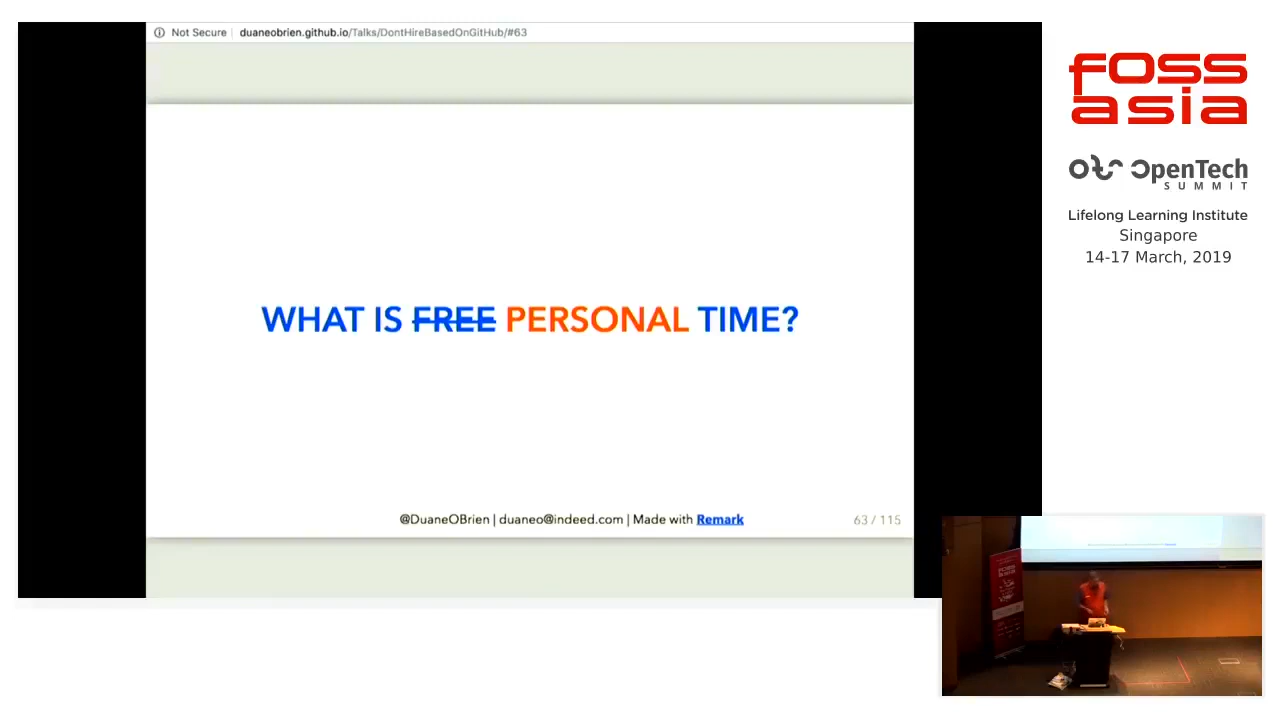 Not Secure duaneobrien.github.io/Talks/DontHireBasedOnGitHub/#63
WHAT IS FREE PERSONAL TIME?
@DuaneOBrien | duaneo@indeed.com | Made with Remark
63 / 115
foss
asia
OpenTech
SUMMIT
Lifelong Learning Institute
Singapore
14-17 March, 2019